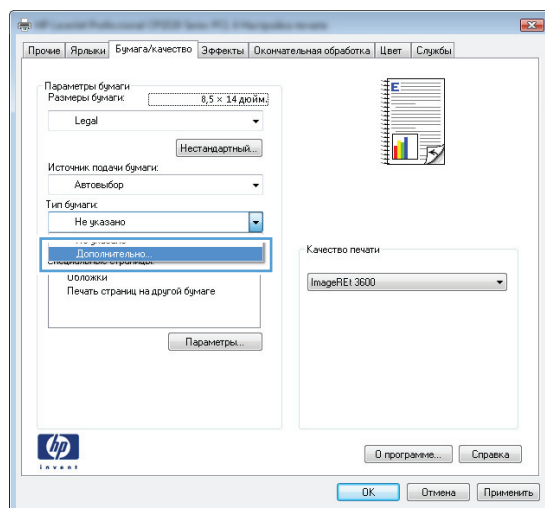 Прочие Ярлыки Бумага/качество Эффекты Окончательная обработка Цвет Службы
Параметры бумаги
Размеры бумаги: 8,5 × 14 дюйм.
Legal
Нестандартный...
Источник подачи бумаги:
Автовыбор
Тип бумаги:
Не указано
Дополнительно...
Обложки
Печать страниц на другой бумаге
Параметры...
E
Качество печати
ImageREt 3600
hp
invent
О программе... Справка
OK Отмена Применить